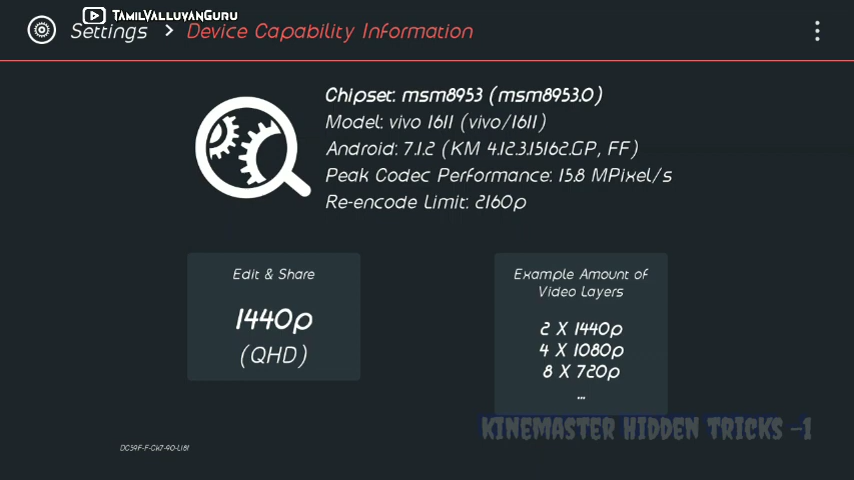 TamilValluvanGuru
Settings > Device Capability Information
Chipset: msm8953 (msm8953.0)
Model: vivo 1611 (vivo/1611)
Android: 7.1.2 (KM 4.12.3.15162.GP, FF)
Peak Codec Performance: 15.8 MPixel/s
Re-encode Limit: 2160p
Edit & Share
1440p
(QHD)
Example Amount of
Video Layers
2 X 1440p
4 X 1080p
8 X 720p
...
KINEMASTER HIDDEN TRICKS -1